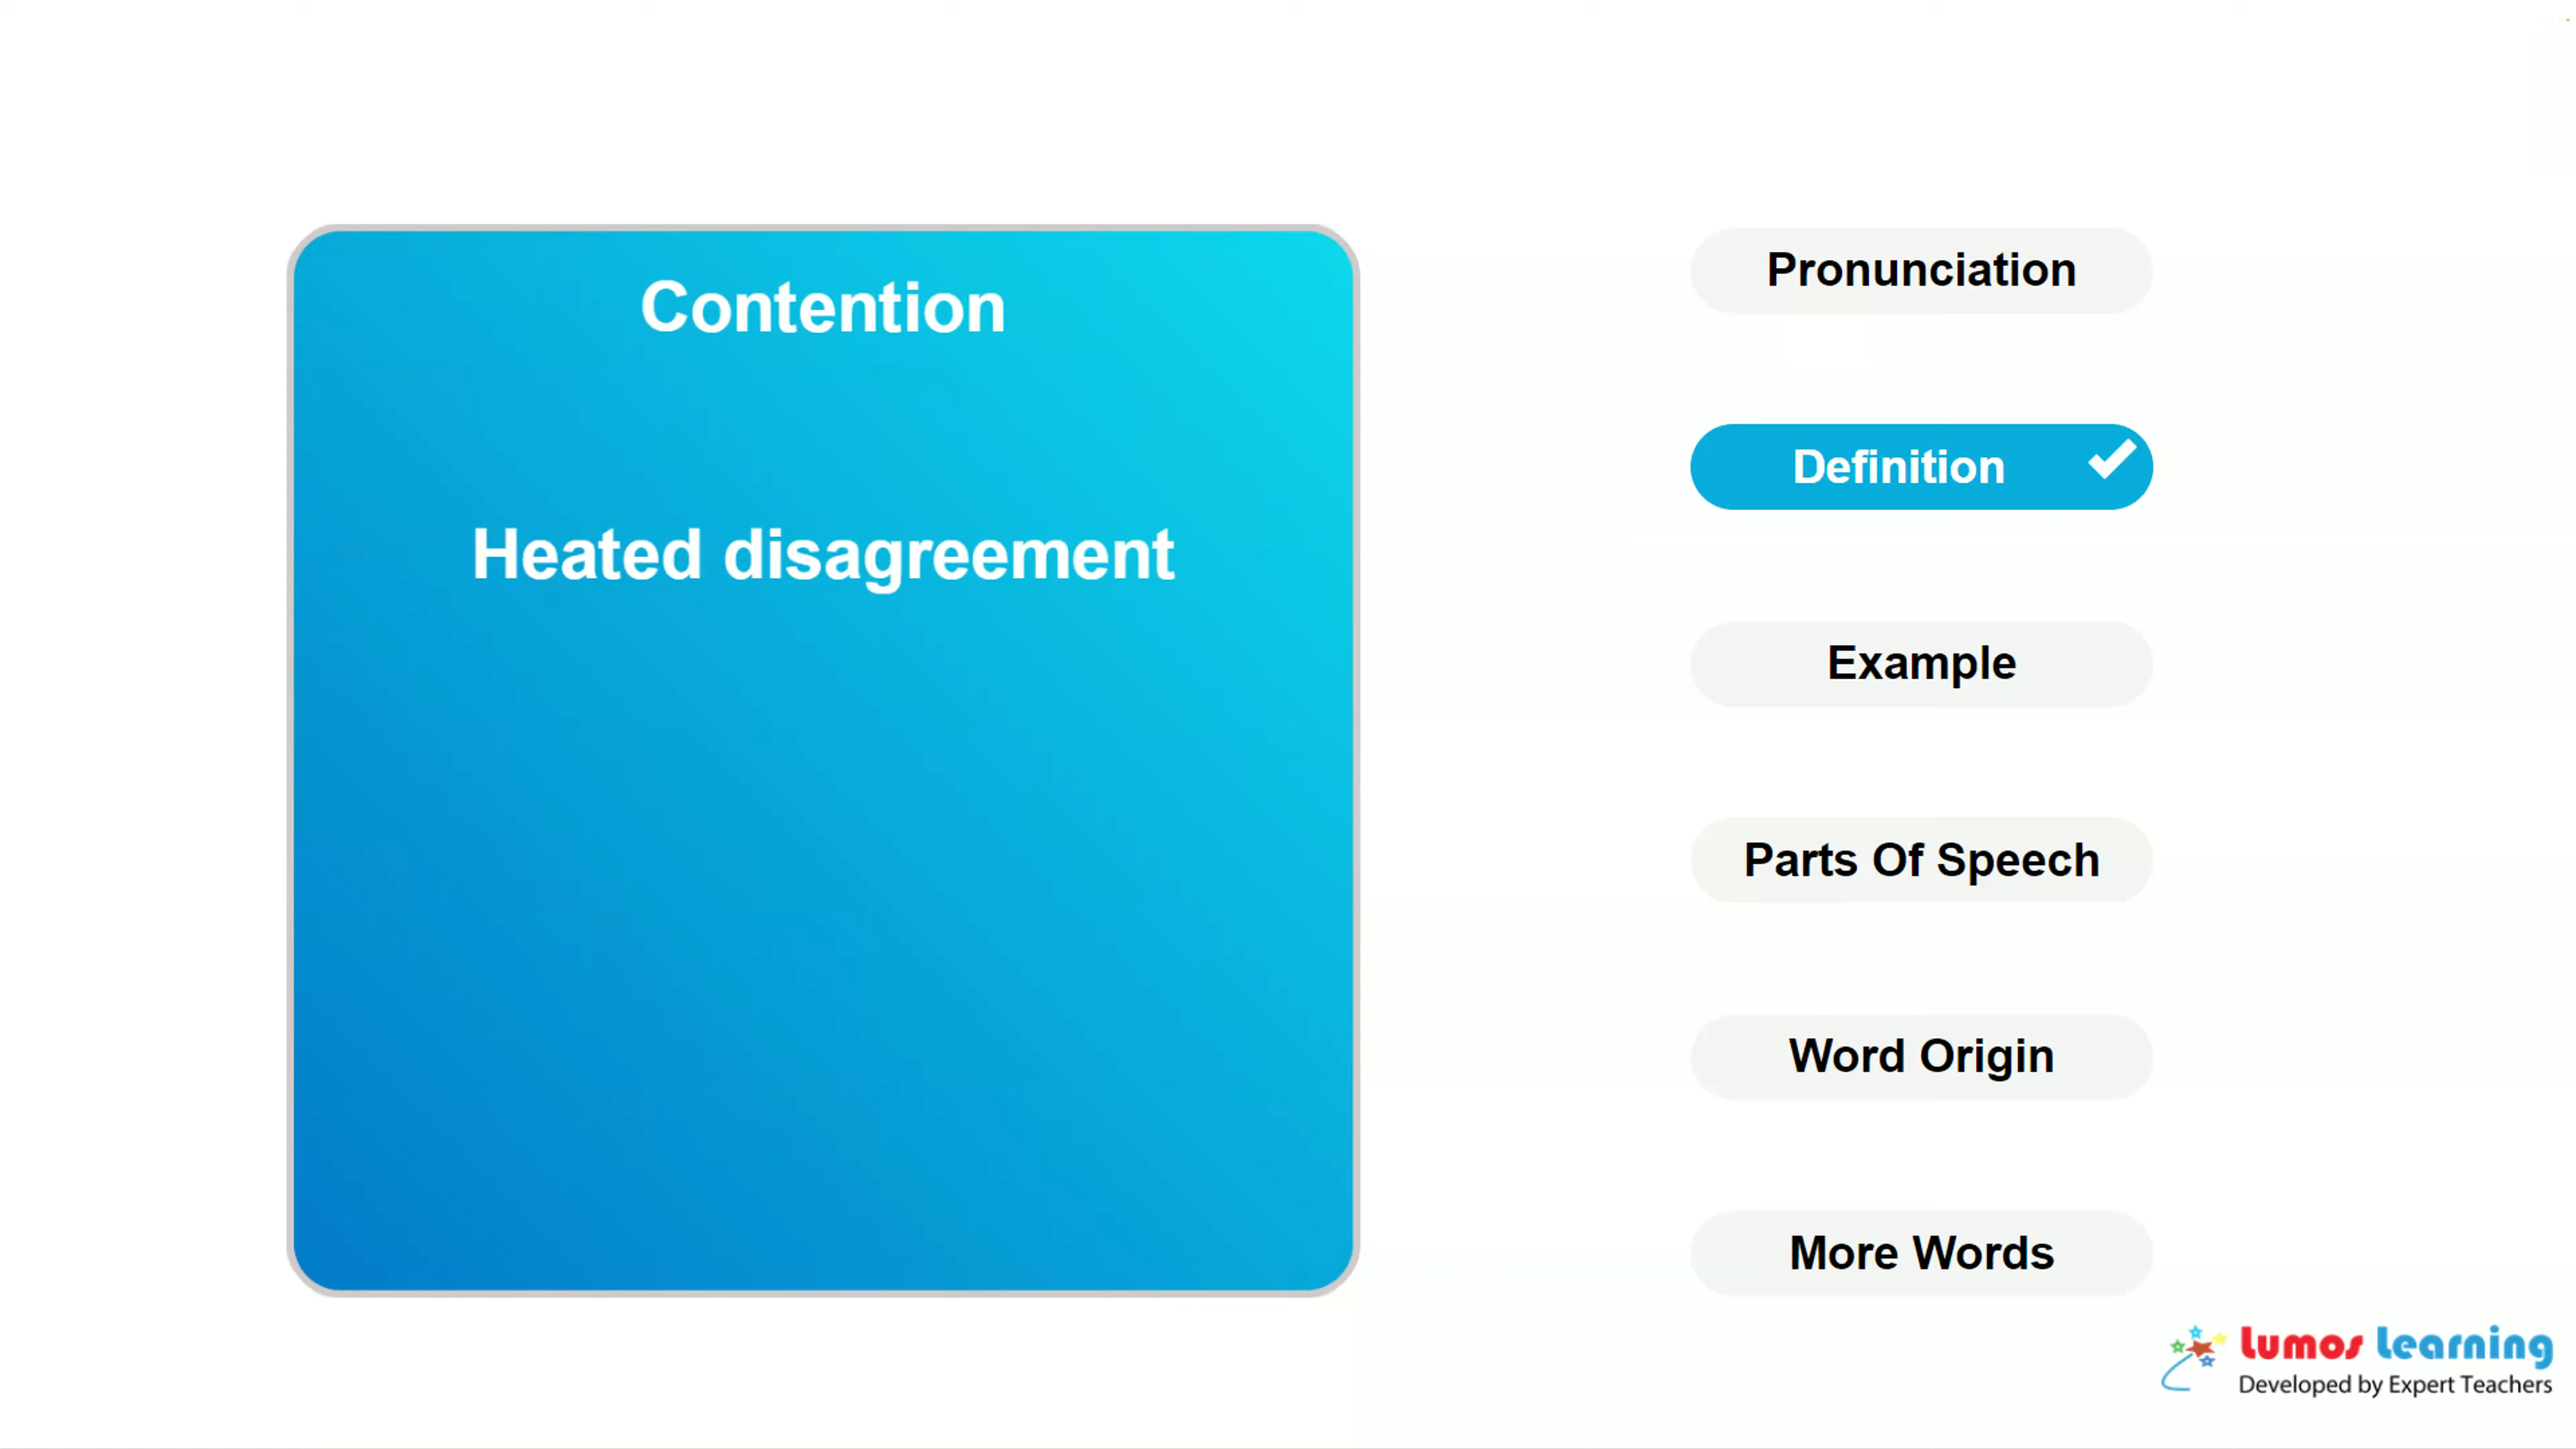 Contention
Heated disagreement
Pronunciation
Definition
Example
Parts Of Speech
Word Origin
More Words
Lumos Learning
Developed by Expert Teachers